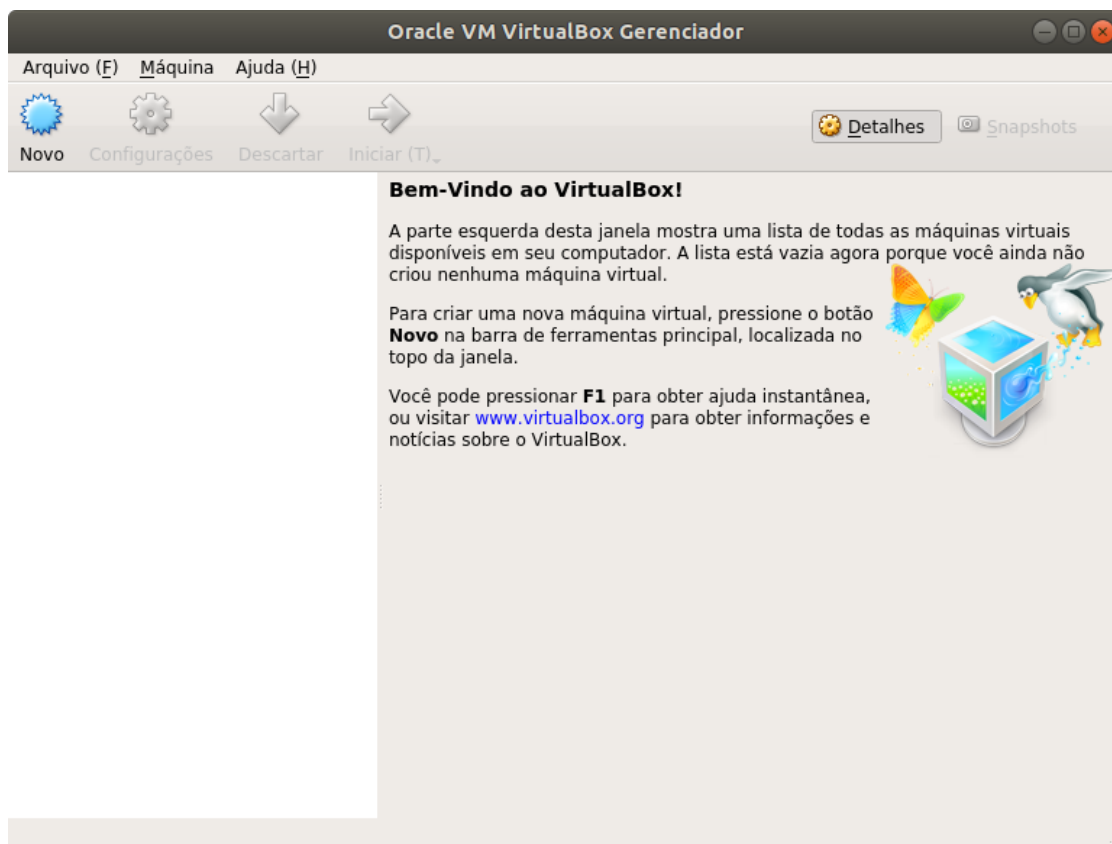 Oracle VM VirtualBox Gerenciador
Arquivo (F) Máquina Ajuda (H)
Novo Configurações Descartar Iniciar (T) Detalhes Snapshots
Bem-Vindo ao VirtualBox!
A parte esquerda desta janela mostra uma lista de todas as máquinas virtuais
disponíveis em seu computador. A lista está vazia agora porque você ainda não
criou nenhuma máquina virtual.
Para criar uma nova máquina virtual, pressione o botão
Novo na barra de ferramentas principal, localizada no
topo da janela.
Você pode pressionar F1 para obter ajuda instantânea,
ou visitar www.virtualbox.org para obter informações e
notícias sobre o VirtualBox.